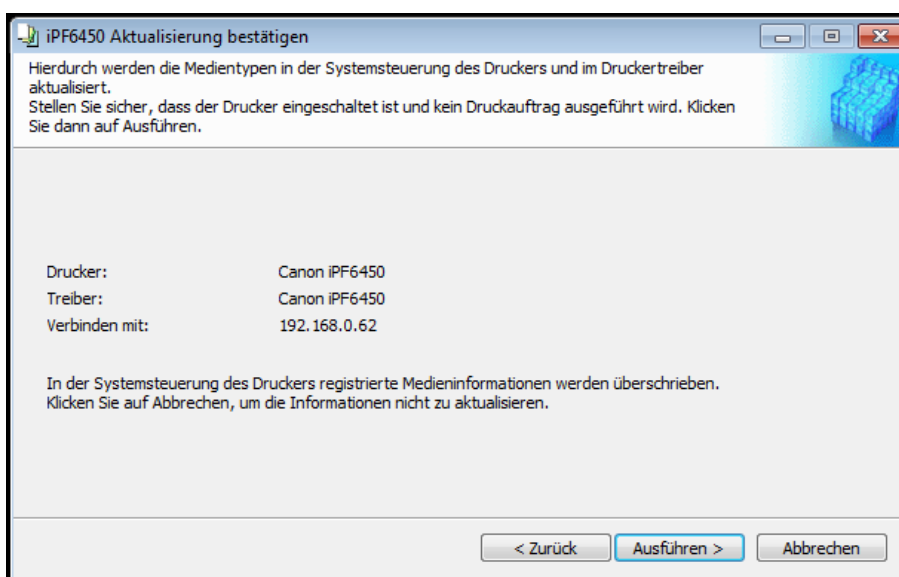 iPF6450 Aktualisierung bestätigen
Hierdurch werden die Medientypen in der Systemsteuerung des Druckers und im Druckertreiber
aktualisiert.
Stellen Sie sicher, dass der Drucker eingeschaltet ist und kein Druckauftrag ausgeführt wird. Klicken
Sie dann auf Ausführen.
Drucker: Canon iPF6450
Treiber: Canon iPF6450
Verbinden mit: 192.168.0.62
In der Systemsteuerung des Druckers registrierte Medieninformationen werden überschrieben.
Klicken Sie auf Abbrechen, um die Informationen nicht zu aktualisieren.
< Zurück Ausführen > Abbrechen